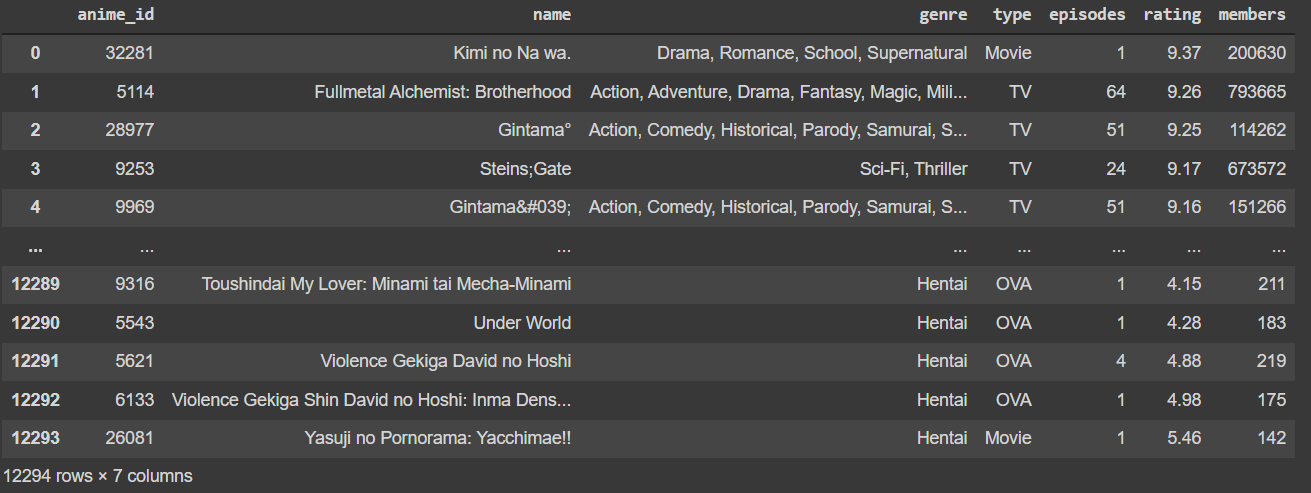 anime_id name genre type episodes rating members
0 32281 Kimi no Na wa. Drama, Romance, School, Supernatural Movie 1 9.37 200630
1 5114 Fullmetal Alchemist: Brotherhood Action, Adventure, Drama, Fantasy, Magic, Mili... TV 64 9.26 793665
2 28977 Gintama° Action, Comedy, Historical, Parody, Samurai, S... TV 51 9.25 114262
3 9253 Steins;Gate Sci-Fi, Thriller TV 24 9.17 673572
4 9969 Gintama&#039; Action, Comedy, Historical, Parody, Samurai, S... TV 51 9.16 151266
... ... ... ... ... ... ... ...
12289 9316 Toushindai My Lover: Minami tai Mecha-Minami Hentai OVA 1 4.15 211
12290 5543 Under World Hentai OVA 1 4.28 183
12291 5621 Violence Gekiga David no Hoshi Hentai OVA 4 4.88 219
12292 6133 Violence Gekiga Shin David no Hoshi: Inma Dens... Hentai OVA 1 4.98 175
12293 26081 Yasuji no Pornorama: Yacchimae!! Hentai Movie 1 5.46 142
12294 rows × 7 columns